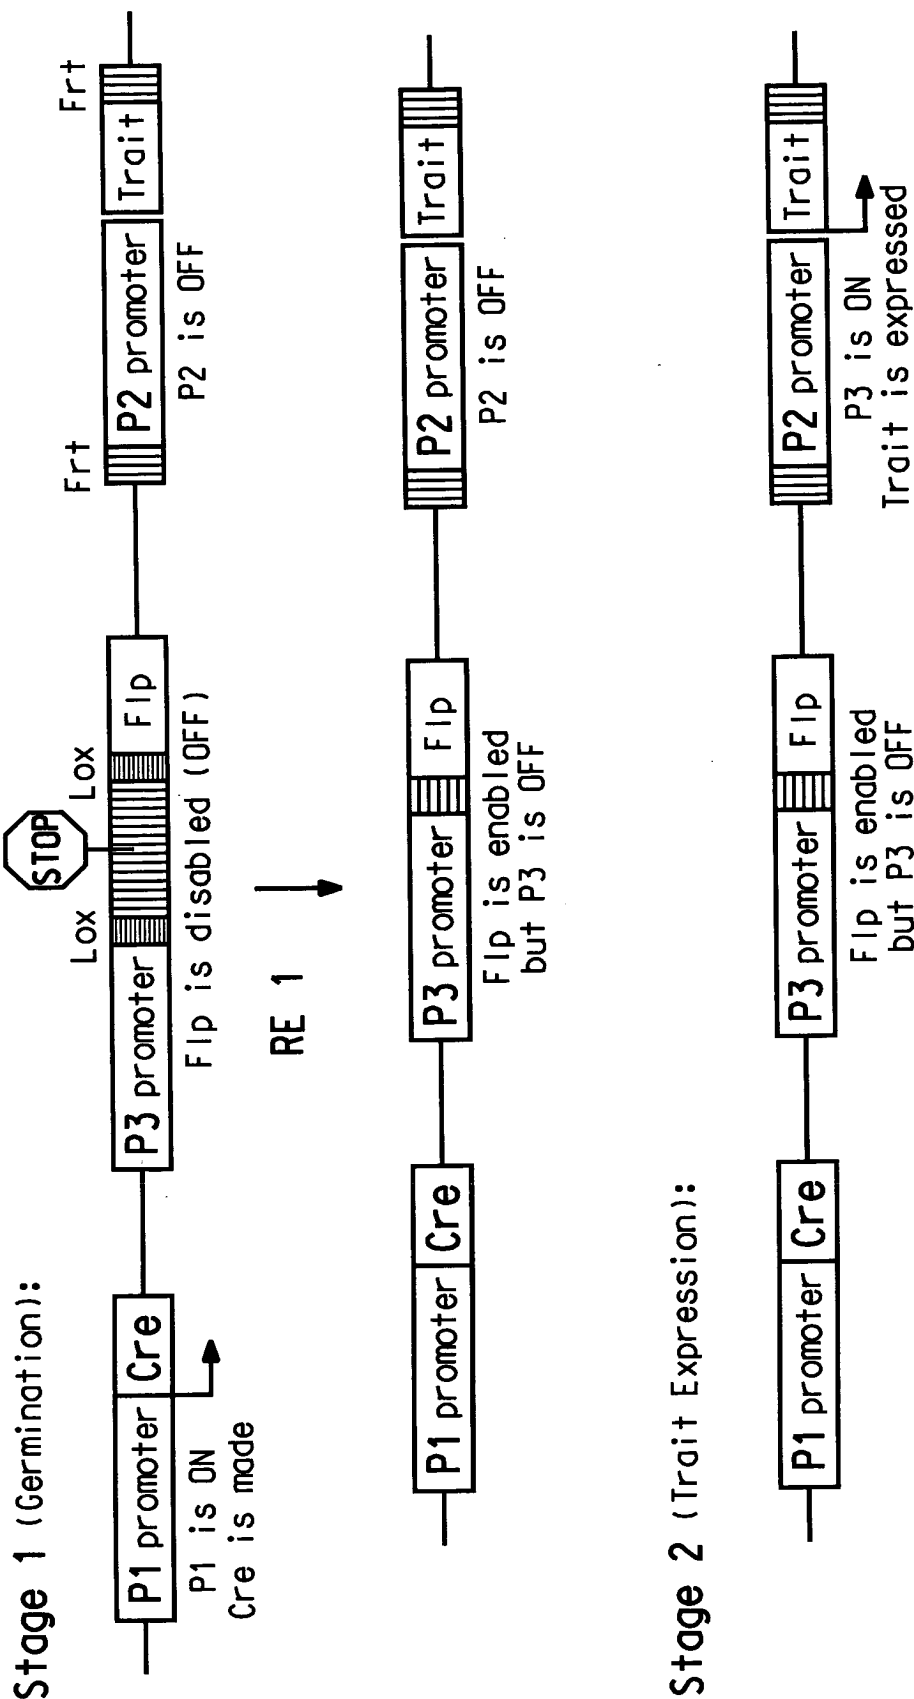 Stage 1 (Germination):
STOP
Lox Lox Frt Frt
P1 promoter Cre P3 promoter Flp P2 promoter Trait
P1 is ON
Cre is made
Flp is disabled (OFF)
P2 is OFF
RE 1
P1 promoter Cre P3 promoter Flp P2 promoter Trait
Flp is enabled
but P3 is OFF
P2 is OFF
Stage 2 (Trait Expression):
P1 promoter Cre P3 promoter Flp P2 promoter Trait
Flp is enabled
but P3 is OFF
P3 is ON
Trait is expressed